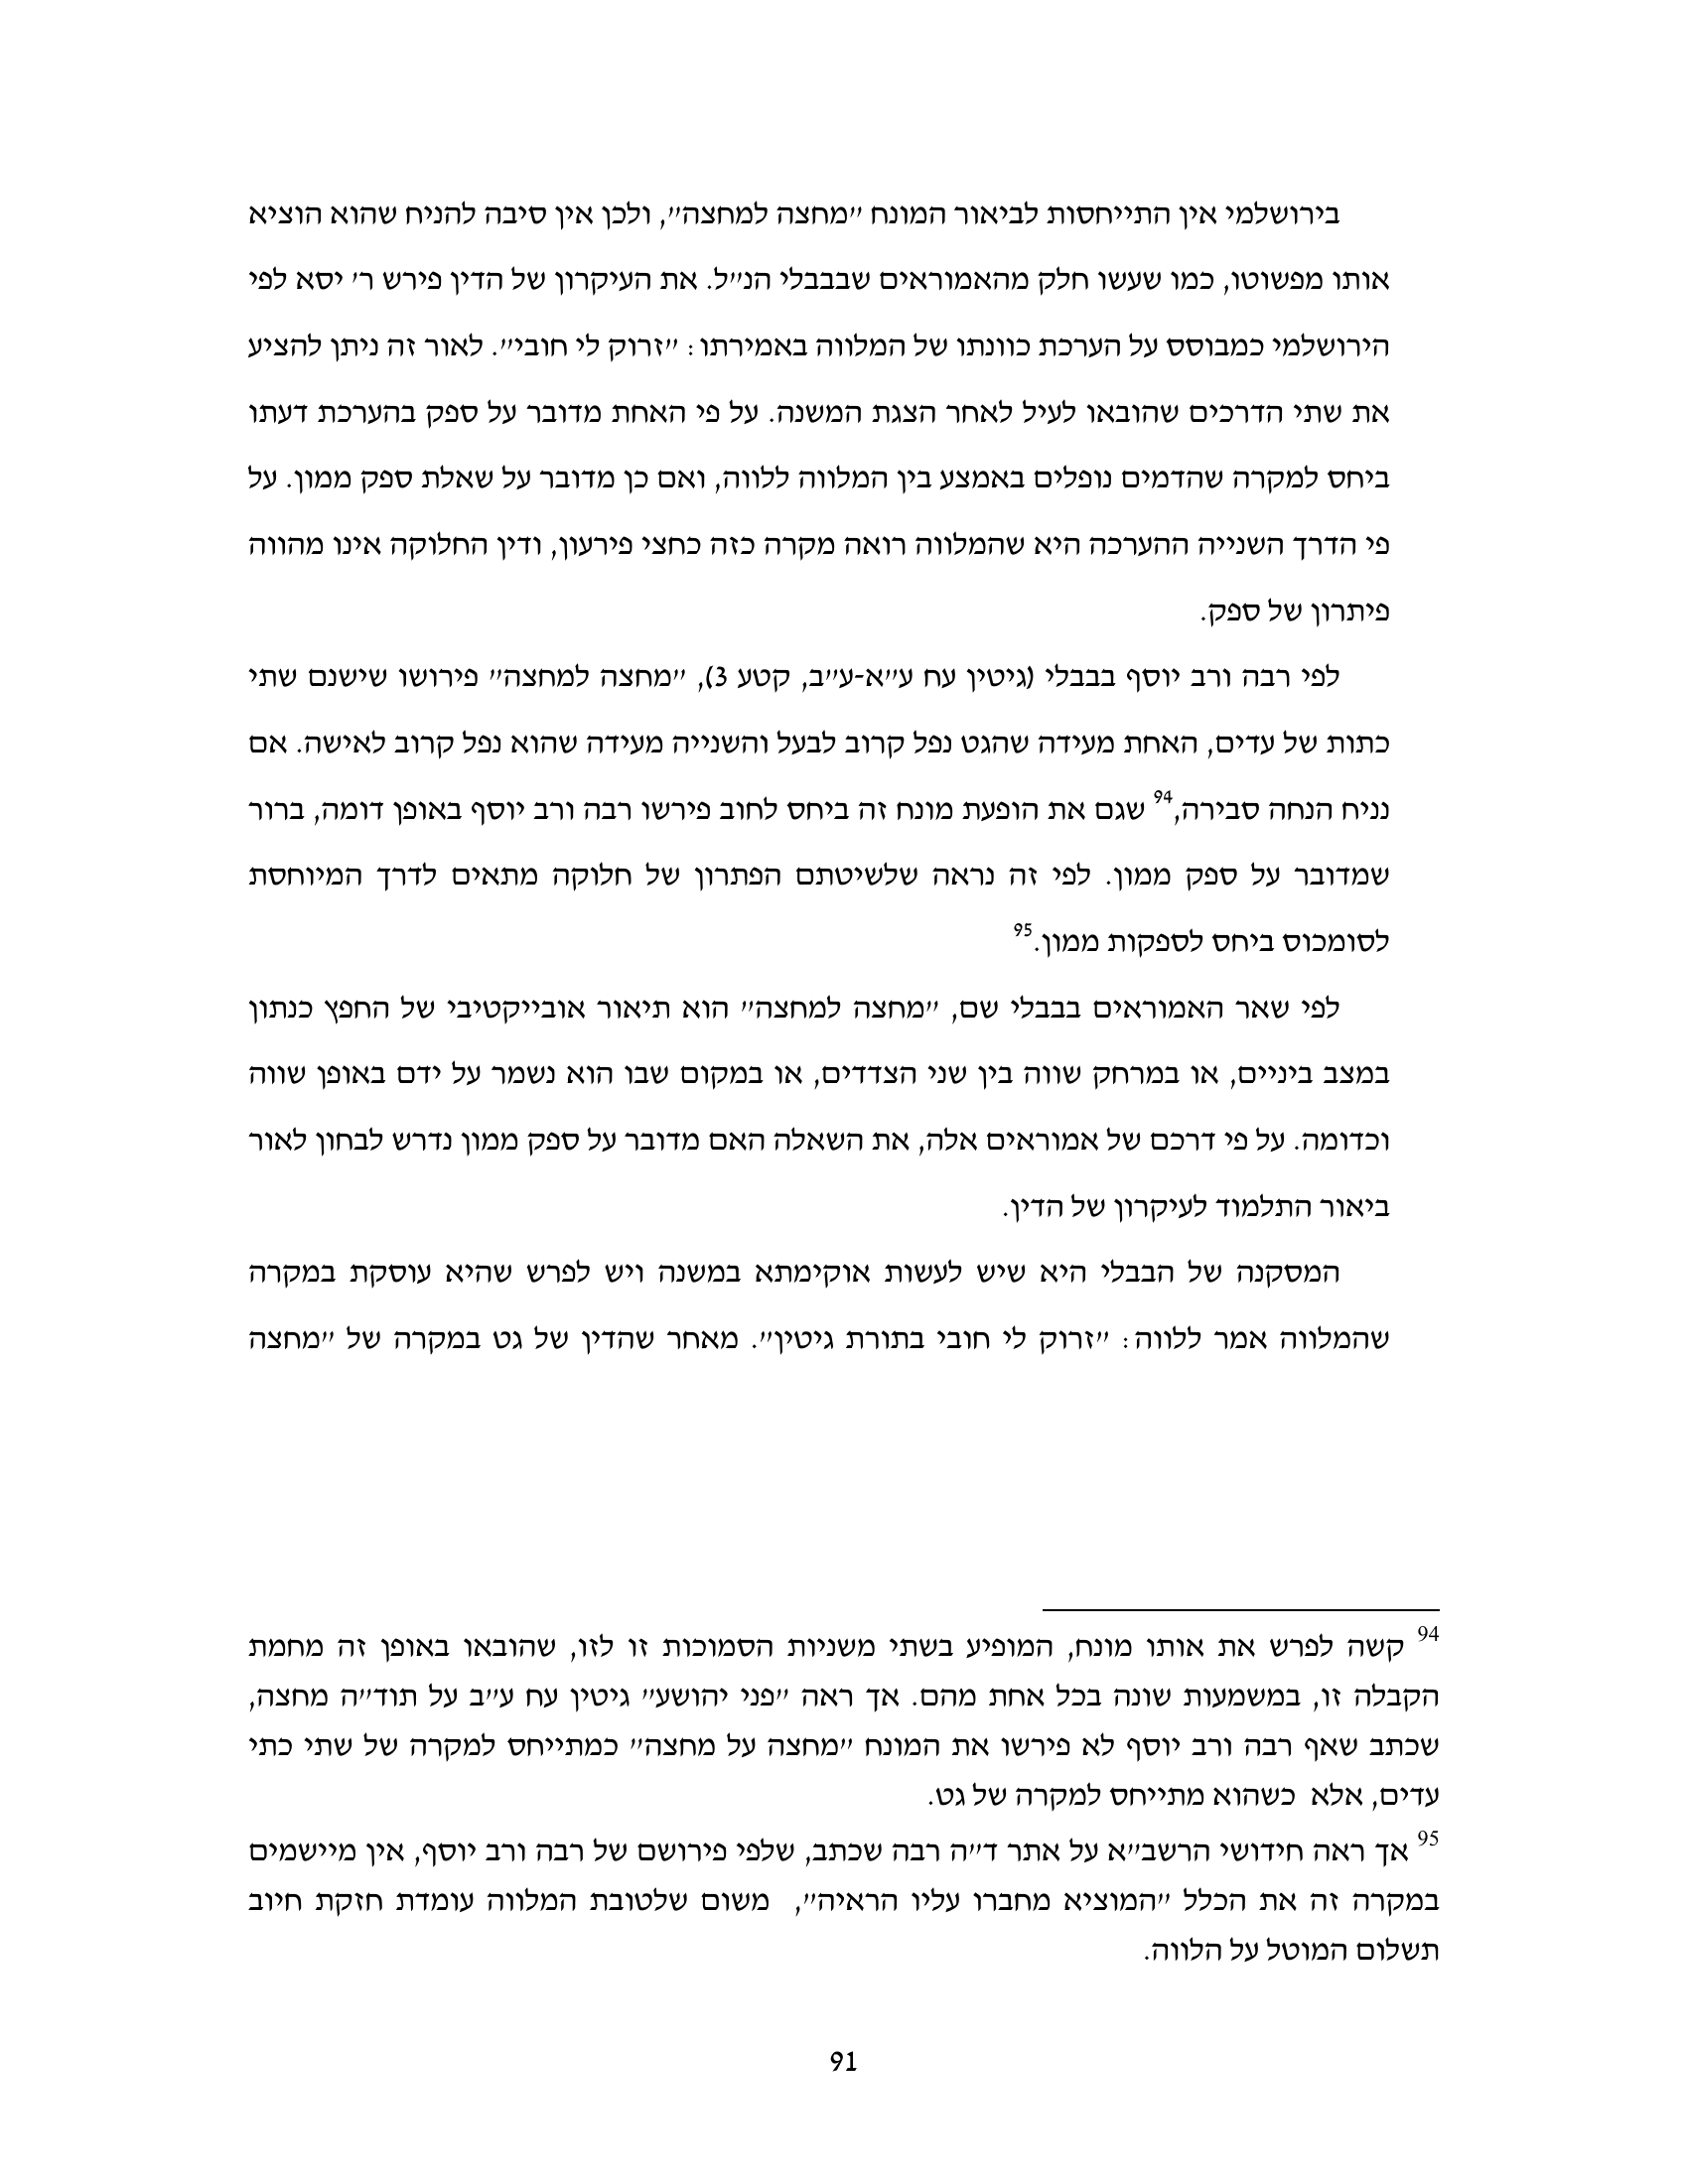 בירושלמי אין התייחסות לביאור המונח "מחצה למחצה", ולכן אין סיבה להניח שהוא הוציא
אותו מפשוטו, כמו שעשו חלק מהאמוראים שבבבלי הנ"ל. את העיקרון של הדין פירש ר' יסא לפי
הירושלמי כמבוסס על הערכת כוונתו של המלווה באמירתו: "זרוק לי חובי". לאור זה ניתן להציע
את שתי הדרכים שהובאו לעיל לאחר הצגת המשנה. על פי האחת מדובר על ספק בהערכת דעתו
ביחס למקרה שהדמים נופלים באמצע בין המלווה ללווה, ואם כן מדובר על שאלת ספק ממון. על
פי הדרך השנייה ההערכה היא שהמלווה רואה מקרה כזה כחצי פירעון, ודין החלוקה אינו מהווה
פיתרון של ספק.
לפי רבה ורב יוסף בבבלי (גיטין עח ע"א-ע"ב, קטע 3), "מחצה למחצה" פירושו שישנם שתי
כתות של עדים, האחת מעידה שהגט נפל קרוב לבעל והשנייה מעידה שהוא נפל קרוב לאישה. אם
נניח הנחה סבירה,94 שגם את הופעת מונח זה ביחס לחוב פירשו רבה ורב יוסף באופן דומה, ברור
שמדובר על ספק ממון. לפי זה נראה שלשיטתם הפתרון של חלוקה מתאים לדרך המיוחסת
לסומכוס ביחס לספקות ממון.95
לפי שאר האמוראים בבבלי שם, "מחצה למחצה" הוא תיאור אובייקטיבי של החפץ כנתון
במצב ביניים, או במרחק שווה בין שני הצדדים, או במקום שבו הוא נשמר על ידם באופן שווה
וכדומה. על פי דרכם של אמוראים אלה, את השאלה האם מדובר על ספק ממון נדרש לבחון לאור
ביאור התלמוד לעיקרון של הדין.
המסקנה של הבבלי היא שיש לעשות אוקימתא במשנה ויש לפרש שהיא עוסקת במקרה
שהמלווה אמר ללווה: "זרוק לי חובי בתורת גיטין". מאחר שהדין של גט במקרה של "מחצה
94 קשה לפרש את אותו מונח, המופיע בשתי משניות הסמוכות זו לזו, שהובאו באופן זה מחמת
הקבלה זו, במשמעות שונה בכל אחת מהם. אך ראה "פני יהושע" גיטין עח ע"ב על תוד"ה מחצה,
שכתב שאף רבה ורב יוסף לא פירשו את המונח "מחצה על מחצה" כמתייחס למקרה של שתי כתי
עדים, אלא כשהוא מתייחס למקרה של גט.
95 אך ראה חידושי הרשב"א על אתר ד"ה רבה שכתב, שלפי פירושם של רבה ורב יוסף, אין מיישמים
במקרה זה את הכלל "המוציא מחברו עליו הראיה", משום שלטובת המלווה עומדת חזקת חיוב
תשלום המוטל על הלווה.
91